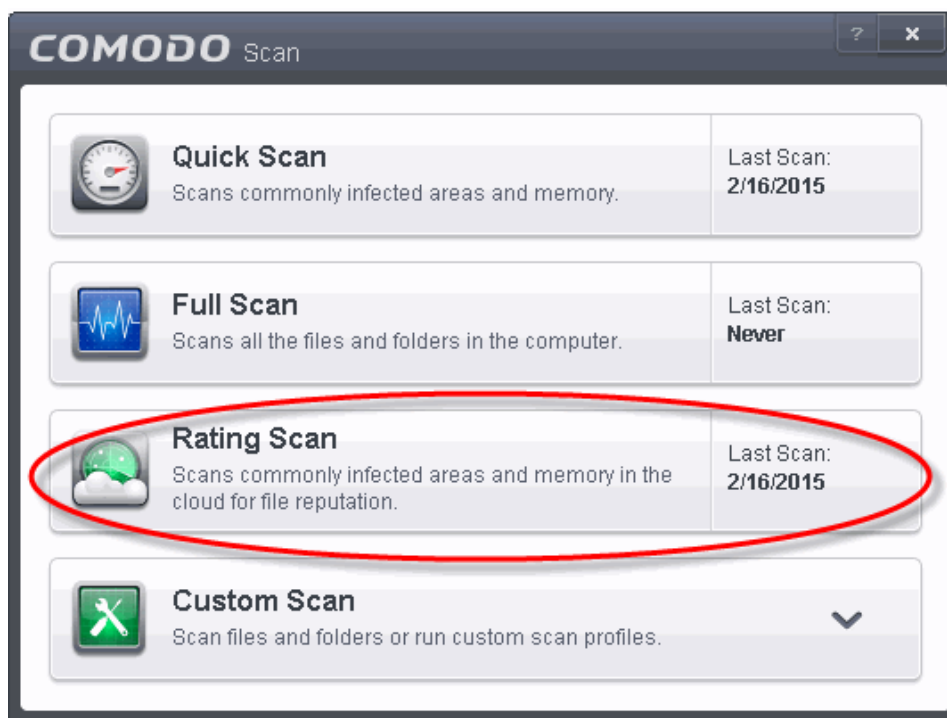 COMODO Scan
?
Quick Scan
Scans commonly infected areas and memory.
Last Scan:
2/16/2015
Full Scan
Scans all the files and folders in the computer.
Last Scan:
Never
Rating Scan
Scans commonly infected areas and memory in the
cloud for file reputation.
Last Scan:
2/16/2015
Custom Scan
Scan files and folders or run custom scan profiles.